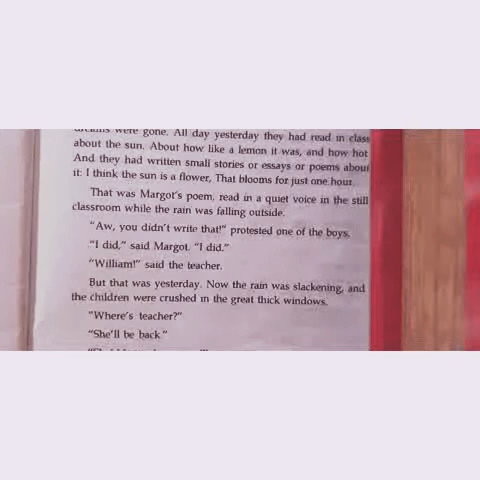 dreams were gone. All day yesterday they had read in class
about the sun. About how like a lemon it was, and how hot
And they had written small stories or essays or poems about
it: I think the sun is a flower, That blooms for just one hour.
That was Margot's poem, read in a quiet voice in the still
classroom while the rain was falling outside.
"Aw, you didn't write that!" protested one of the boys.
"I did," said Margot. "I did."
"William!" said the teacher.
But that was yesterday. Now the rain was slackening, and
the children were crushed in the great thick windows.
"Where's teacher?"
"She'll be back"